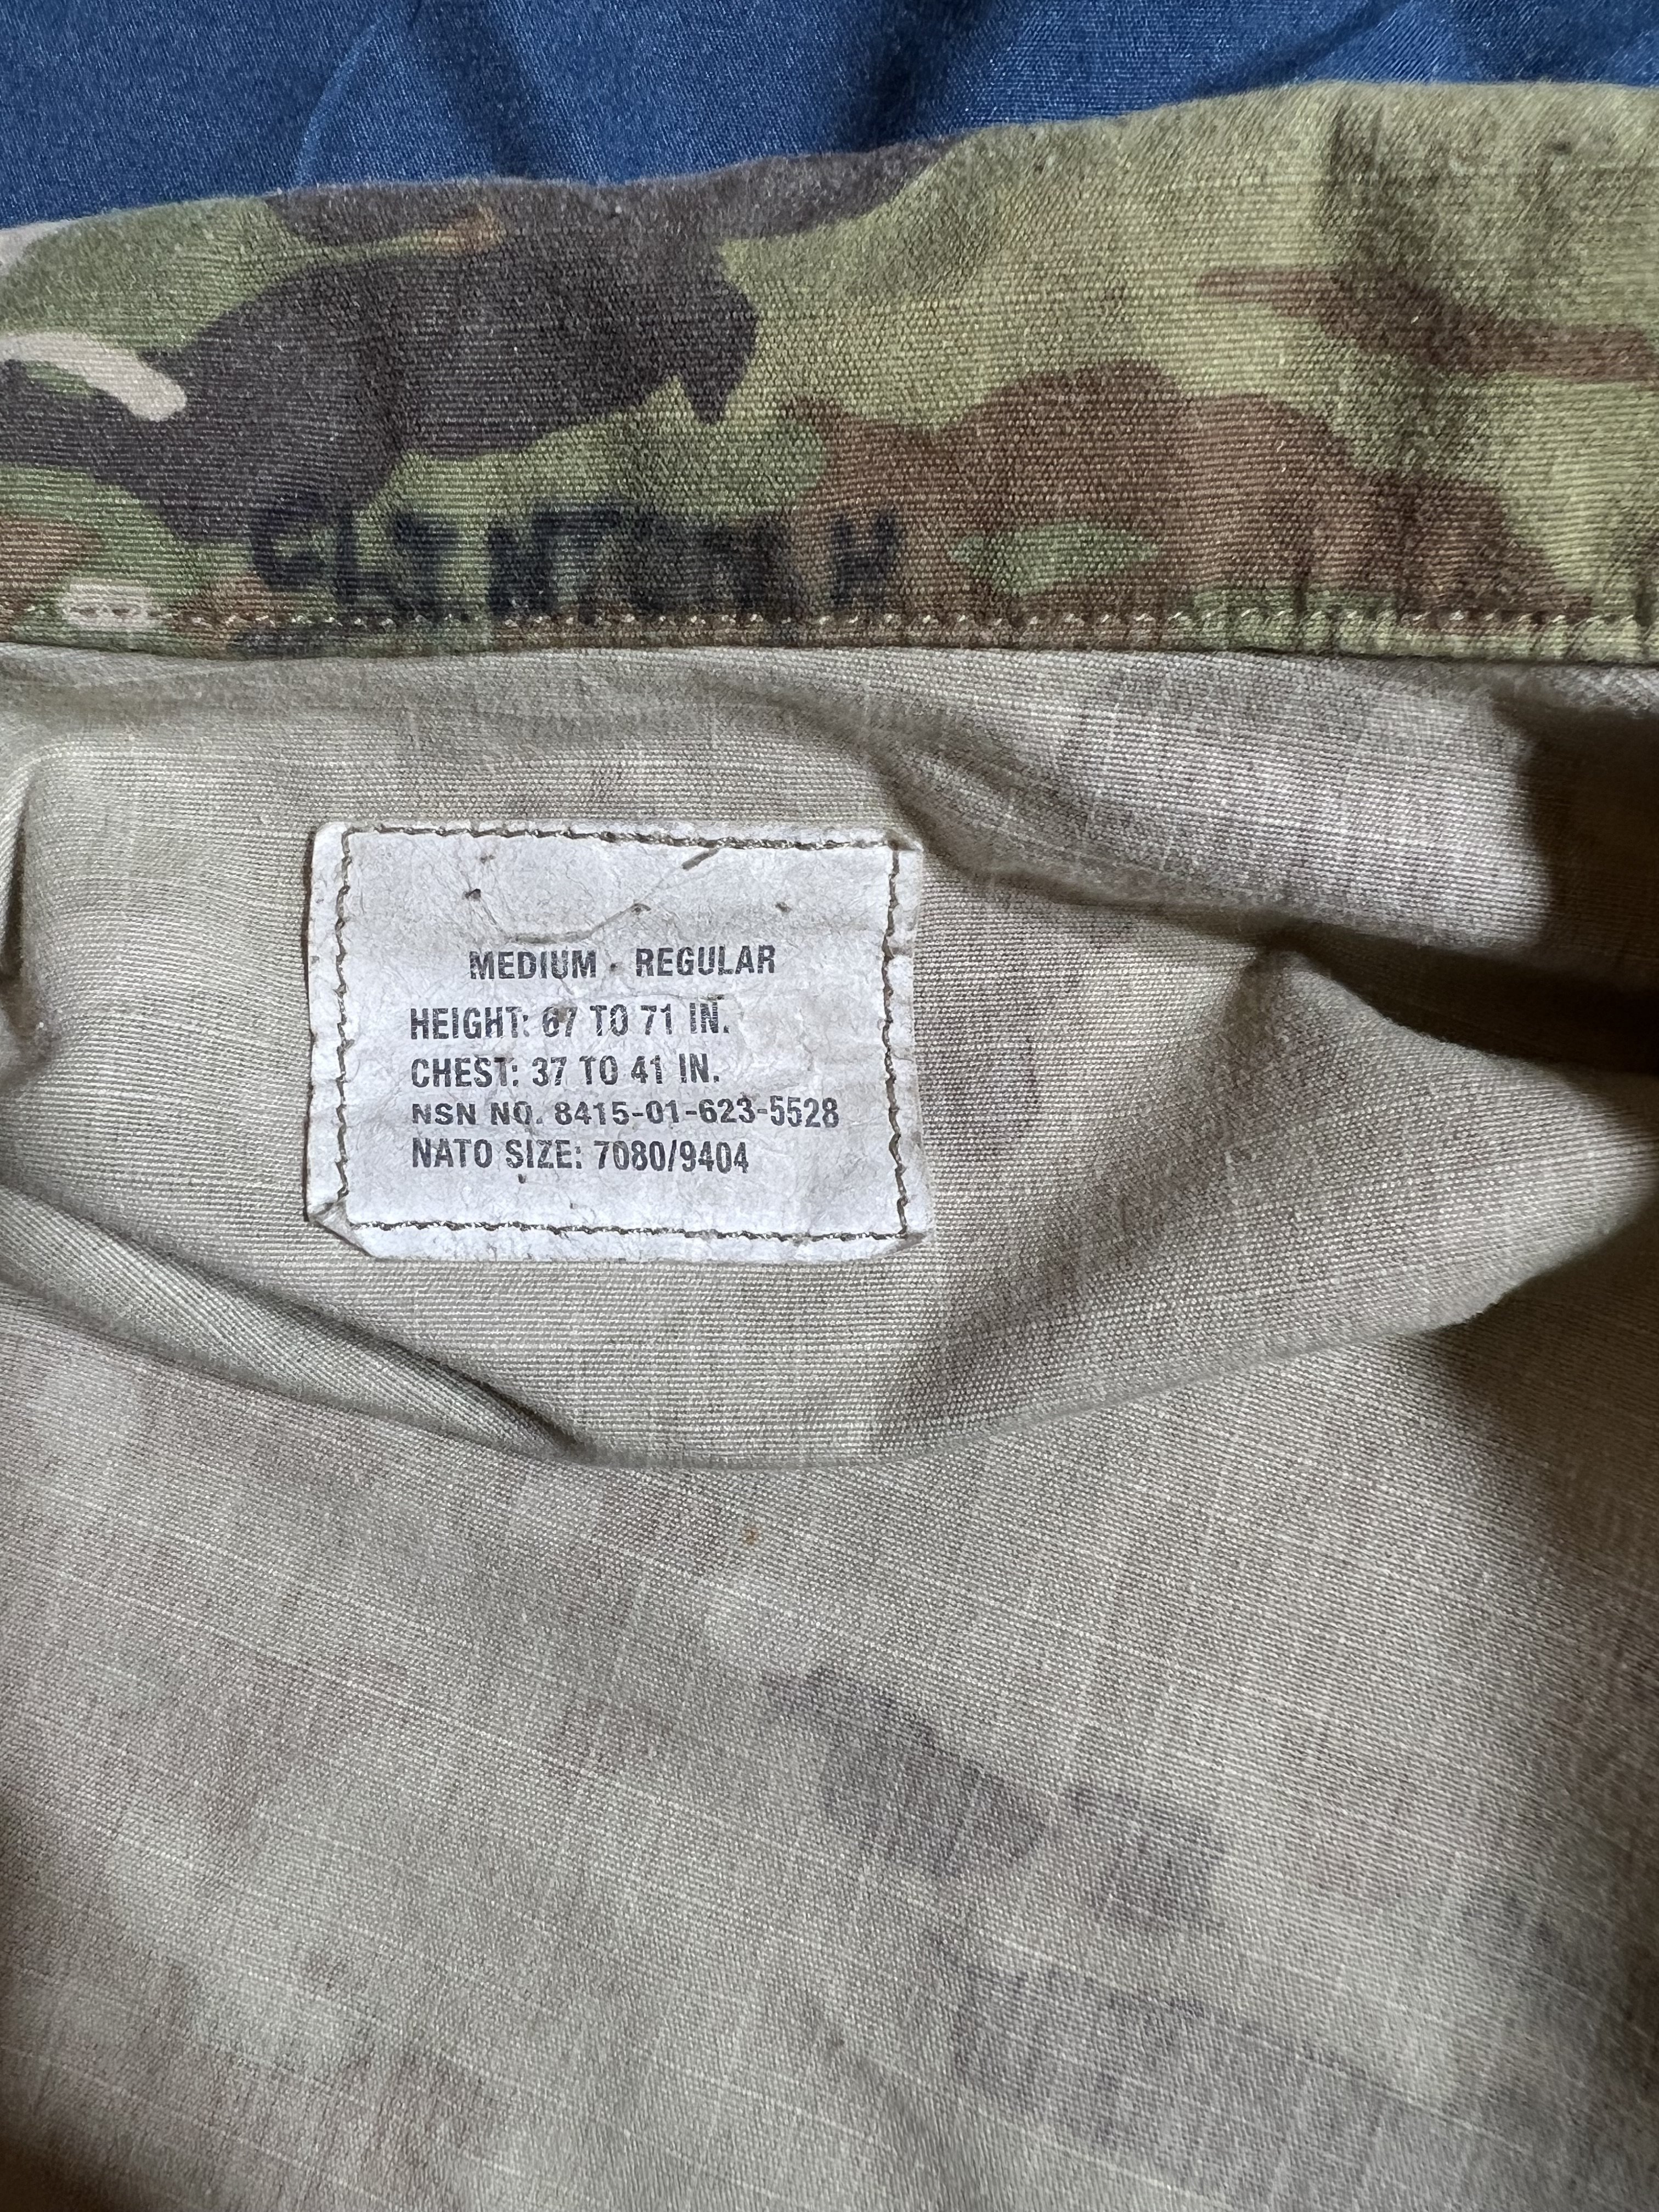 MEDIUM - REGULAR
HEIGHT: 67 TO 71 IN.
CHEST: 37 TO 41 IN.
NSN NO. 8415-01-623-5528
NATO SIZE: 7080/9404